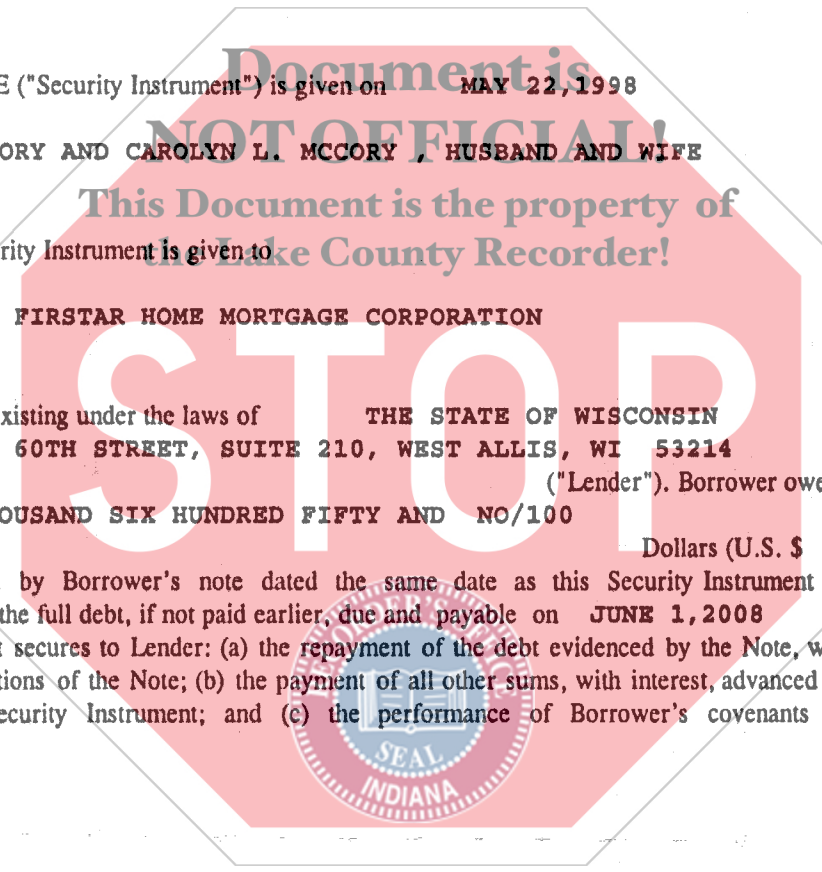 Document is
E ("Security Instrument") is given on MAY 22,1998
NOT OFFICIAL!
ORY AND CAROLYN L. MCCORY , HUSBAND AND WIFE
This Document is the property of
the Lake County Recorder!
rity Instrument is given to
FIRSTAR HOME MORTGAGE CORPORATION
STOP
xisting under the laws of THE STATE OF WISCONSIN
60TH STREET, SUITE 210, WEST ALLIS, WI 53214
("Lender"). Borrower owe
OUSAND SIX HUNDRED FIFTY AND NO/100
Dollars (U.S. $
by Borrower's note dated the same date as this Security Instrument
the full debt, if not paid earlier, due and payable on JUNE 1,2008
t secures to Lender: (a) the repayment of the debt evidenced by the Note, w
tions of the Note; (b) the payment of all other sums, with interest, advanced
ecurity Instrument; and (c) the performance of Borrower's covenants
RECORDER'S OFFICE
SEAL
INDIANA